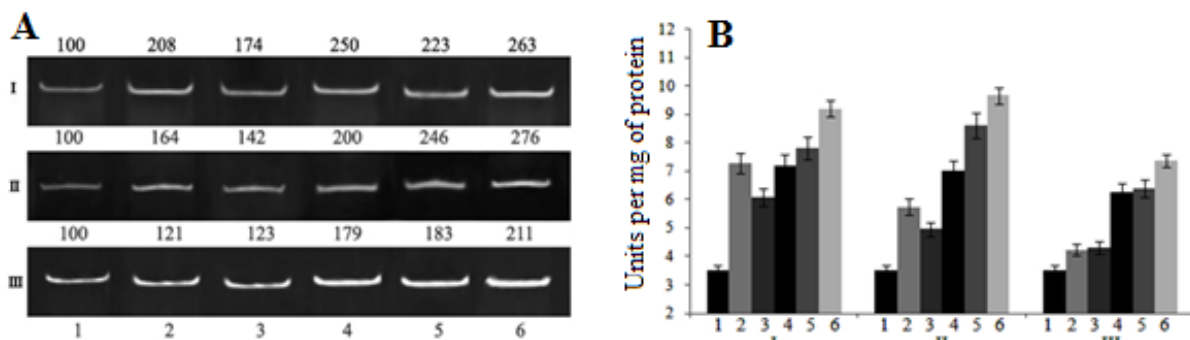 A
100 208 174 250 223 263
I
100 164 142 200 246 276
II
100 121 123 179 183 211
III
1 2 3 4 5 6
B
Units per mg of protein
12
11
10
9
8
7
6
5
4
3
2
1 2 3 4 5 6 1 2 3 4 5 6 1 2 3 4 5 6